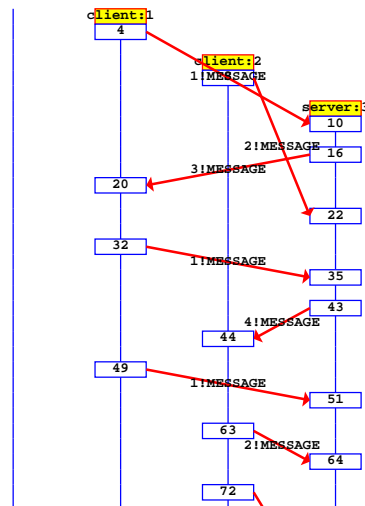 client:1
4
client:2
1!MESSAGE
server:3
10
2!MESSAGE
16
3!MESSAGE
20
22
32
1!MESSAGE
35
43
4!MESSAGE
44
49
1!MESSAGE
51
63
2!MESSAGE
64
72